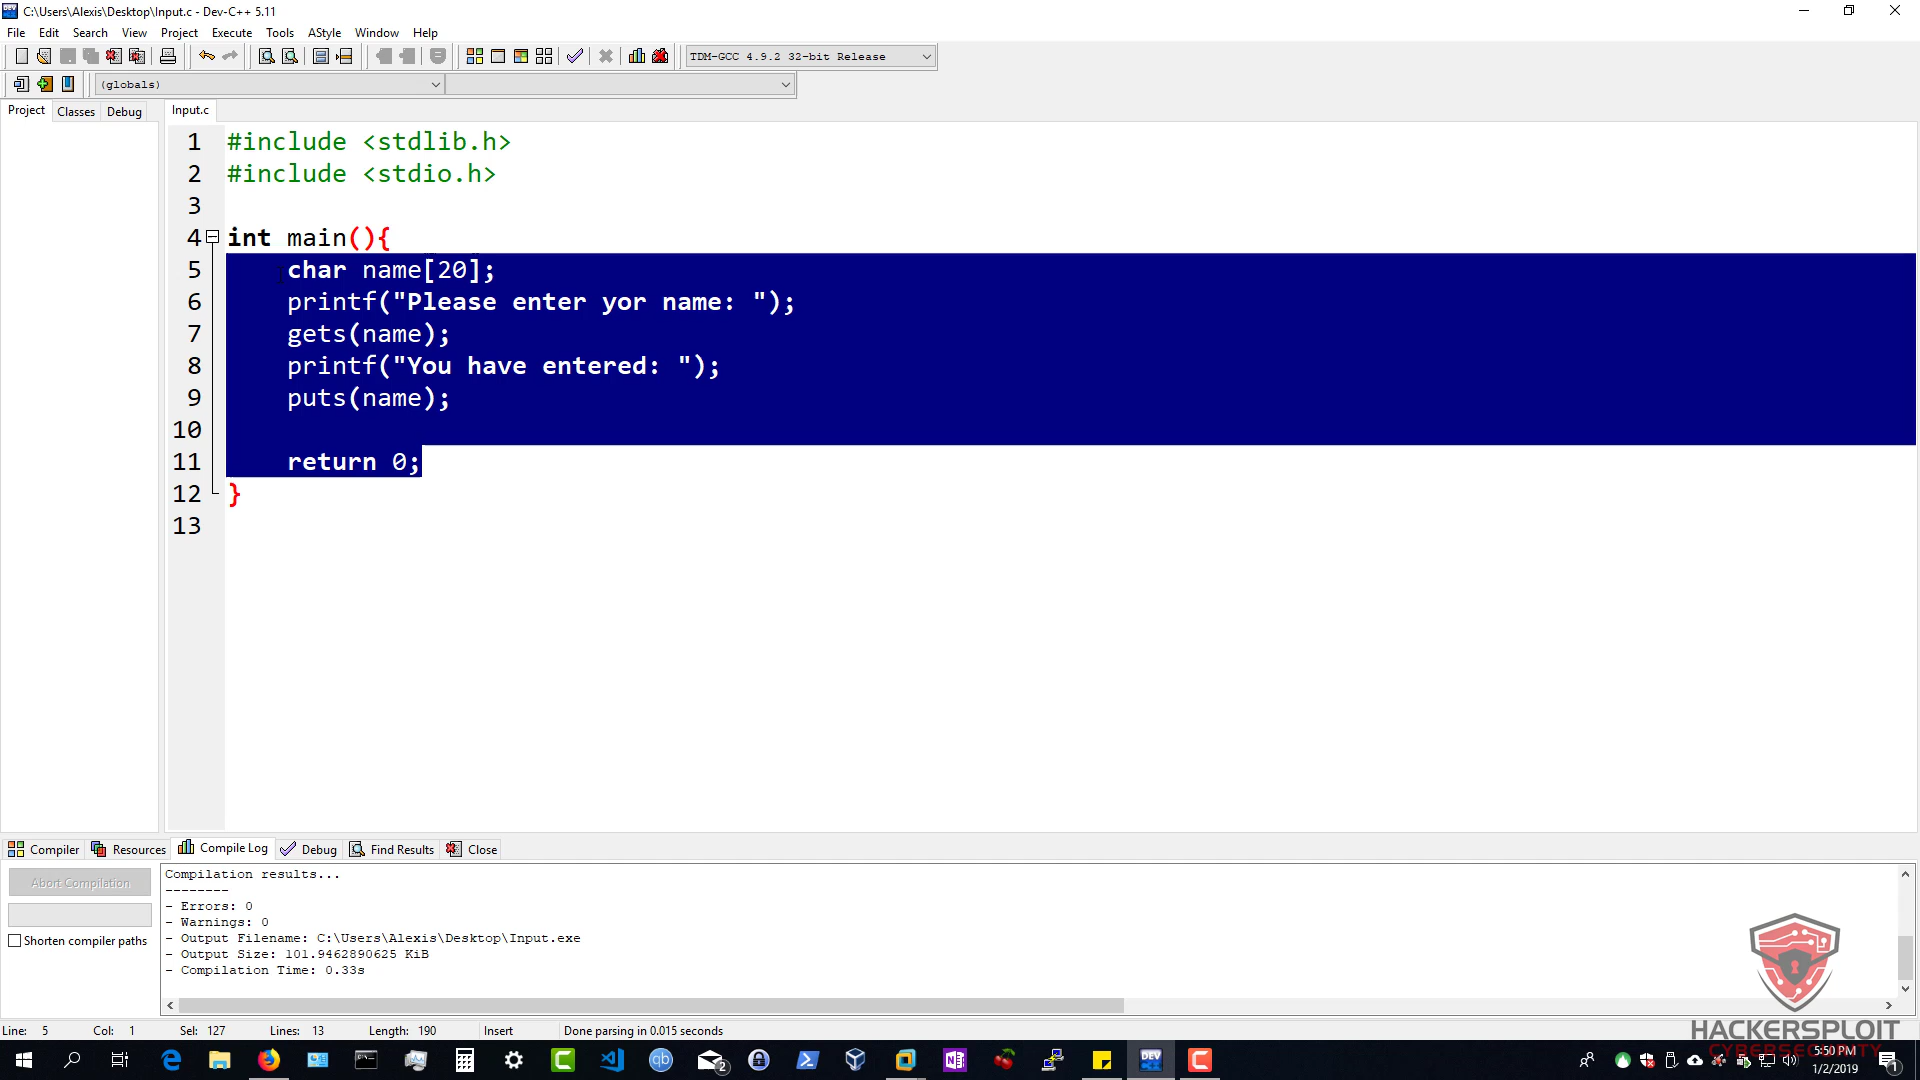 C:\Users\Alexis\Desktop\Input.c - Dev-C++ 5.11
File Edit Search View Project Execute Tools AStyle Window Help
TDM-GCC 4.9.2 32-bit Release
(globals)
Project Classes Debug Input.c
1 #include <stdlib.h>
2 #include <stdio.h>
3
4 int main(){
5 char name[20];
6 printf("Please enter yor name: ");
7 gets(name);
8 printf("You have entered: ");
9 puts(name);
10
11 return 0;
12 }
13
Compiler Resources Compile Log Debug Find Results Close
Abort Compilation
Shorten compiler paths
Compilation results...
--------
- Errors: 0
- Warnings: 0
- Output Filename: C:\Users\Alexis\Desktop\Input.exe
- Output Size: 101.9462890625 KiB
- Compilation Time: 0.33s
Line: 5 Col: 1 Sel: 127 Lines: 13 Length: 190 Insert Done parsing in 0.015 seconds
HACKERSPLOIT
CYBERSECURITY
5:50 PM
1/2/2019
qb
2
N
DEV
1